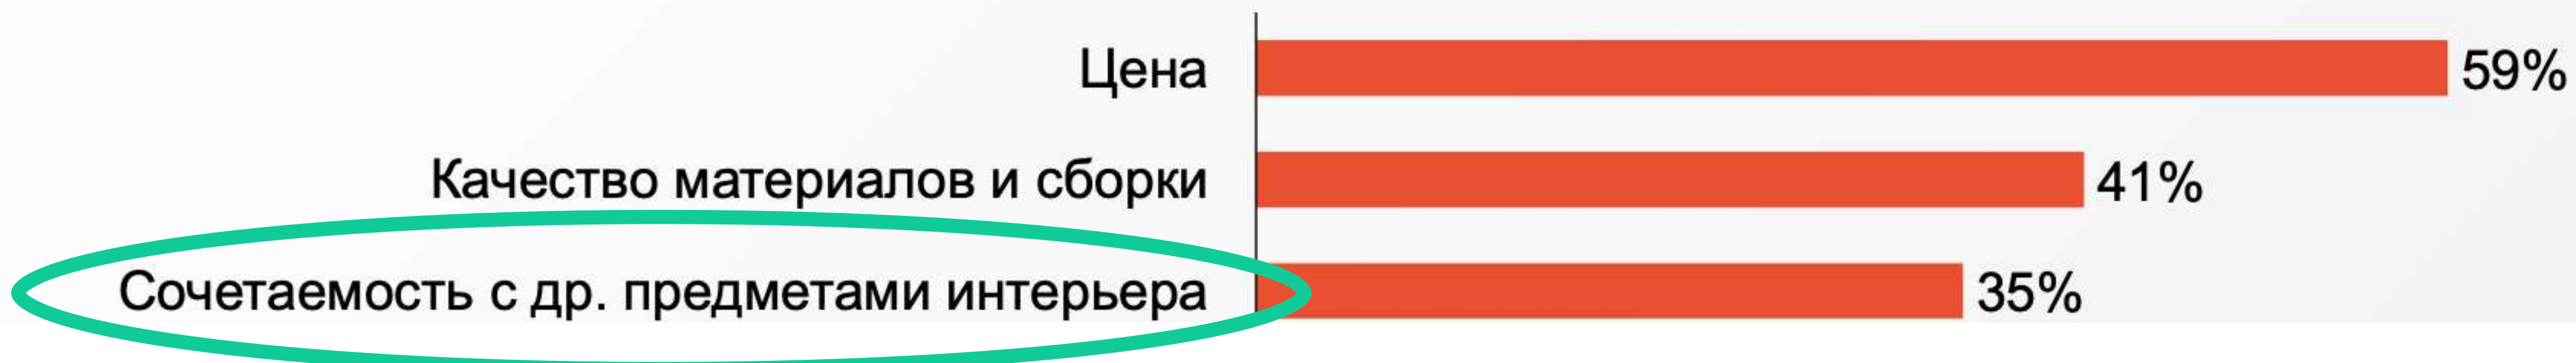 Цена 59%
Качество материалов и сборки 41%
Сочетаемость с др. предметами интерьера 35%